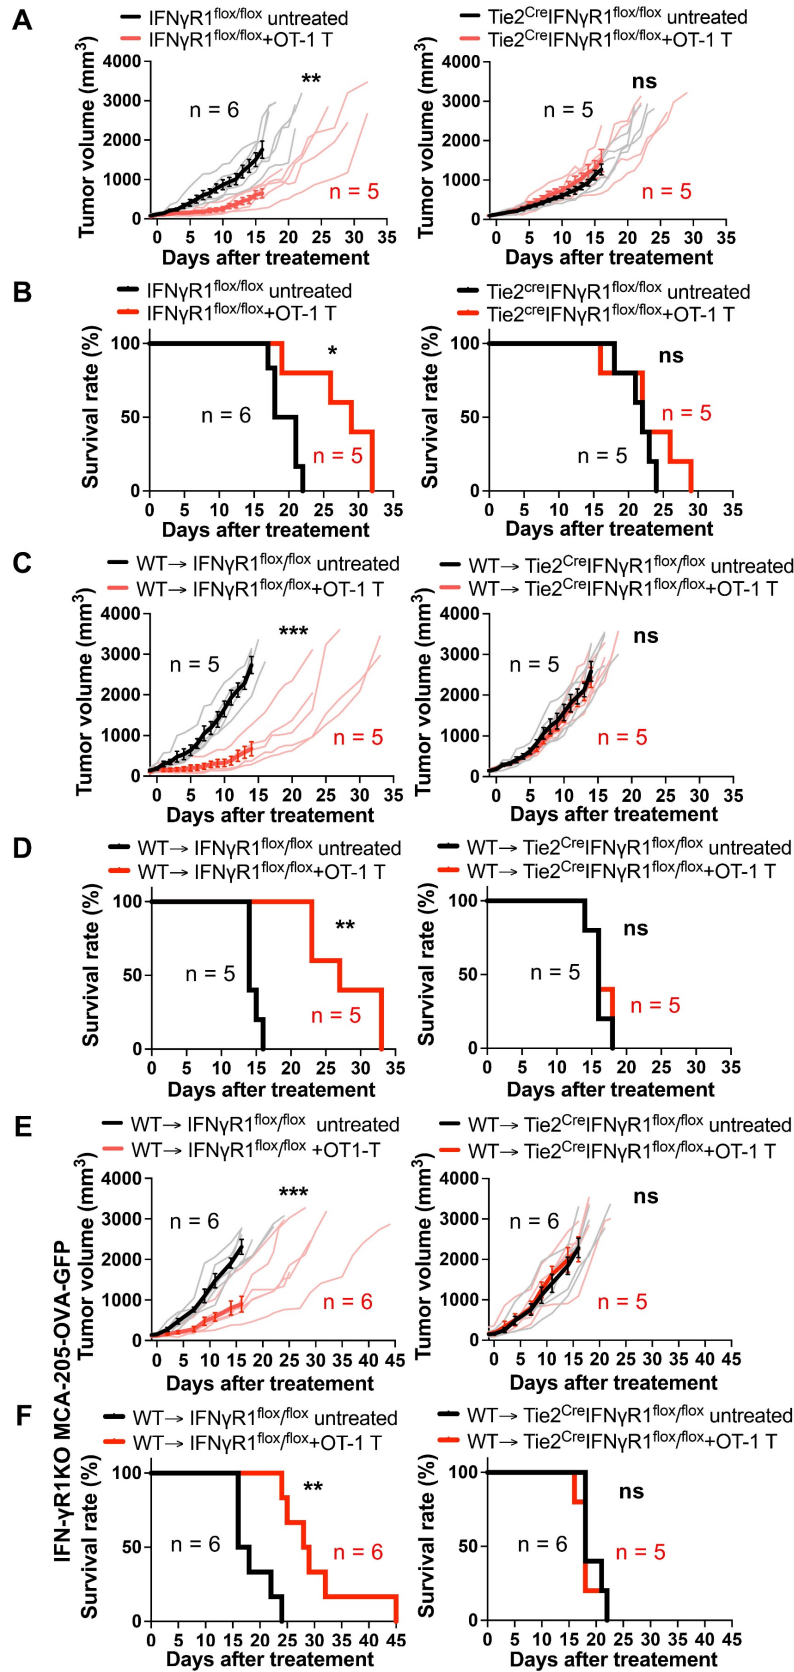 A
IFNγR1flox/flox untreated
IFNγR1flox/flox+OT-1 T
Tumor volume (mm3)
4000
3000
2000
1000
0
n = 6
**
n = 5
0 5 10 15 20 25 30 35
Days after treatement
Tie2CreIFNγR1flox/flox untreated
Tie2CreIFNγR1flox/flox+OT-1 T
Tumor volume (mm3)
4000
3000
2000
1000
0
n = 5
ns
n = 5
0 5 10 15 20 25 30 35
Days after treatement
B
IFNγR1flox/flox untreated
IFNγR1flox/flox+OT-1 T
Survival rate (%)
100
50
0
*
n = 6
n = 5
0 5 10 15 20 25 30 35
Days after treatement
Tie2creIFNγR1flox/flox untreated
Tie2creIFNγR1flox/flox+OT-1 T
Survival rate (%)
100
50
0
ns
n = 5
n = 5
0 5 10 15 20 25 30 35
Days after treatement
C
WT→ IFNγR1flox/flox untreated
WT→ IFNγR1flox/flox+OT-1 T
Tumor volume (mm3)
4000
3000
2000
1000
0
n = 5
***
n = 5
0 5 10 15 20 25 30 35
Days after treatement
WT→ Tie2CreIFNγR1flox/flox untreated
WT→ Tie2CreIFNγR1flox/flox+OT-1 T
Tumor volume (mm3)
4000
3000
2000
1000
0
n = 5
ns
n = 5
0 5 10 15 20 25 30 35
Days after treatement
D
WT→ IFNγR1flox/flox untreated
WT→ IFNγR1flox/flox+OT-1 T
Survival rate (%)
100
50
0
**
n = 5
n = 5
0 5 10 15 20 25 30 35
Days after treatement
WT→ Tie2CreIFNγR1flox/flox untreated
WT→ Tie2CreIFNγR1flox/flox+OT-1 T
Survival rate (%)
100
50
0
ns
n = 5
n = 5
0 5 10 15 20 25 30 35
Days after treatement
IFN-γR1KO MCA-205-OVA-GFP
E
WT→ IFNγR1flox/flox untreated
WT→ IFNγR1flox/flox +OT1-T
Tumor volume (mm3)
4000
3000
2000
1000
0
n = 6
***
n = 6
0 5 10 15 20 25 30 35 40 45
Days after treatement
WT→ Tie2CreIFNγR1flox/flox untreated
WT→ Tie2CreIFNγR1flox/flox+OT-1 T
Tumor volume (mm3)
4000
3000
2000
1000
0
n = 6
ns
n = 5
0 5 10 15 20 25 30 35 40 45
Days after treatement
F
WT→ IFNγR1flox/flox untreated
WT→ IFNγR1flox/flox+OT-1 T
Survival rate (%)
100
50
0
**
n = 6
n = 6
0 5 10 15 20 25 30 35 40 45
Days after treatement
WT→ Tie2CreIFNγR1flox/flox untreated
WT→ Tie2CreIFNγR1flox/flox+OT-1 T
Survival rate (%)
100
50
0
ns
n = 6
n = 5
0 5 10 15 20 25 30 35 40 45
Days after treatement